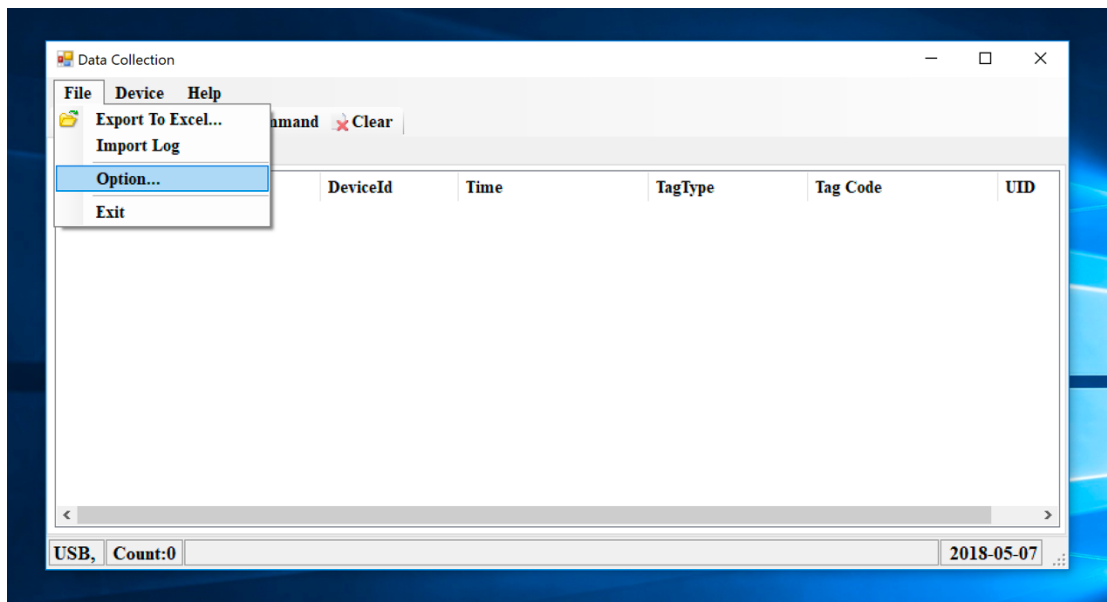 Data Collection
File Device Help
Export To Excel...
Clear
Import Log
Option...
DeviceId Time TagType Tag Code UID
Exit
USB, Count:0 2018-05-07